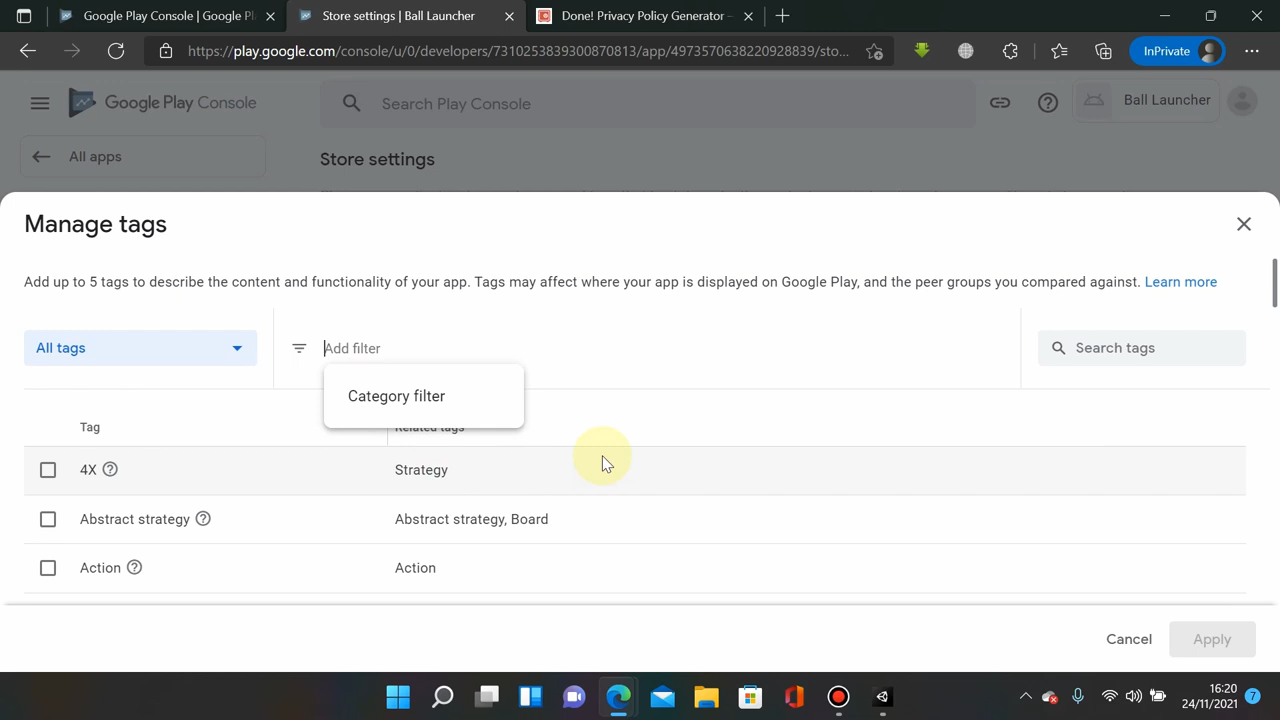 Google Play Console | Google Pl
Store settings | Ball Launcher
Done! Privacy Policy Generator –
https://play.google.com/console/u/0/developers/7310253839300870813/app/4973570638220928839/sto...
InPrivate
Google Play Console
Search Play Console
Ball Launcher
All apps
Store settings
Manage tags
Add up to 5 tags to describe the content and functionality of your app. Tags may affect where your app is displayed on Google Play, and the peer groups you compared against. Learn more
All tags
Add filter
Search tags
Category filter
Tag
Related tags
4X
Strategy
Abstract strategy
Abstract strategy, Board
Action
Action
Cancel
Apply
16:20
24/11/2021
7